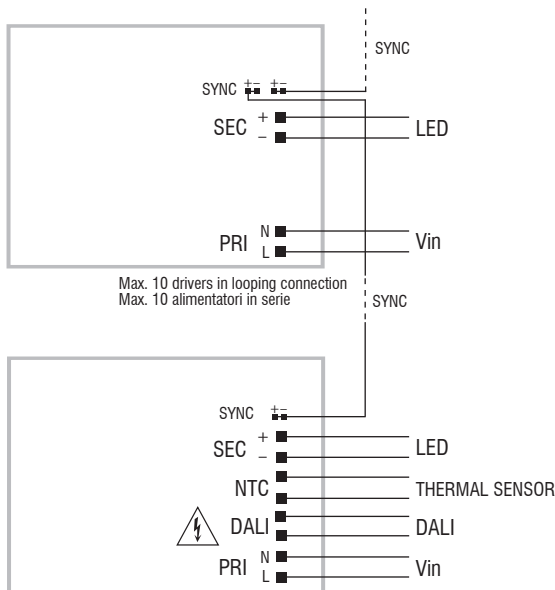 SYNC
+ − + −
SYNC
+
SEC
−
LED
N
PRI
L
Vin
Max. 10 drivers in looping connection
Max. 10 alimentatori in serie
SYNC
+ −
SYNC
+
SEC
−
LED
NTC
THERMAL SENSOR
DALI
DALI
N
PRI
L
Vin